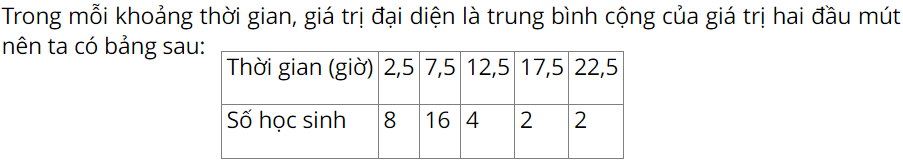 Trong mỗi khoảng thời gian, giá trị đại diện là trung bình cộng của giá trị hai đầu mút
nên ta có bảng sau:
Thời gian (giờ) 2,5 7,5 12,5 17,5 22,5
Số học sinh 8 16 4 2 2